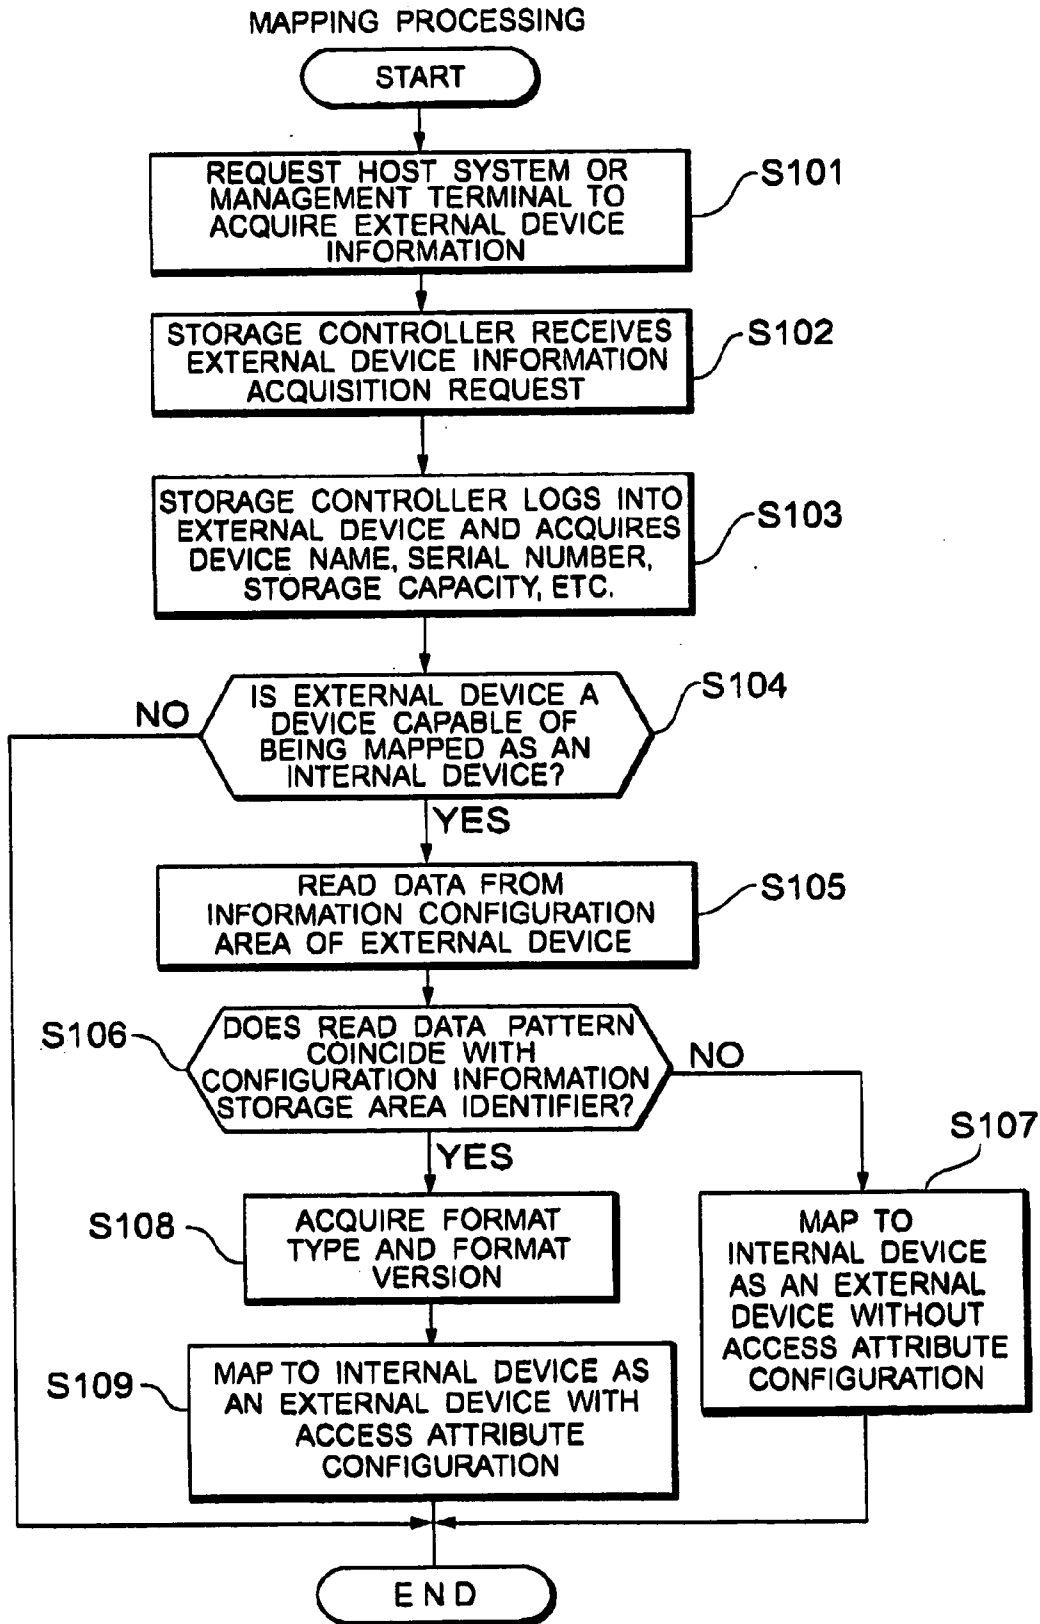 MAPPING PROCESSING
START
REQUEST HOST SYSTEM OR
MANAGEMENT TERMINAL TO
ACQUIRE EXTERNAL DEVICE
INFORMATION
S101
STORAGE CONTROLLER RECEIVES
EXTERNAL DEVICE INFORMATION
ACQUISITION REQUEST
S102
STORAGE CONTROLLER LOGS INTO
EXTERNAL DEVICE AND ACQUIRES
DEVICE NAME, SERIAL NUMBER,
STORAGE CAPACITY, ETC.
S103
IS EXTERNAL DEVICE A
DEVICE CAPABLE OF
BEING MAPPED AS AN
INTERNAL DEVICE?
S104
NO
YES
READ DATA FROM
INFORMATION CONFIGURATION
AREA OF EXTERNAL DEVICE
S105
S106
DOES READ DATA PATTERN
COINCIDE WITH
CONFIGURATION INFORMATION
STORAGE AREA IDENTIFIER?
NO
YES
S107
MAP TO
INTERNAL DEVICE
AS AN EXTERNAL
DEVICE WITHOUT
ACCESS ATTRIBUTE
CONFIGURATION
S108
ACQUIRE FORMAT
TYPE AND FORMAT
VERSION
S109
MAP TO INTERNAL DEVICE AS
AN EXTERNAL DEVICE WITH
ACCESS ATTRIBUTE
CONFIGURATION
END